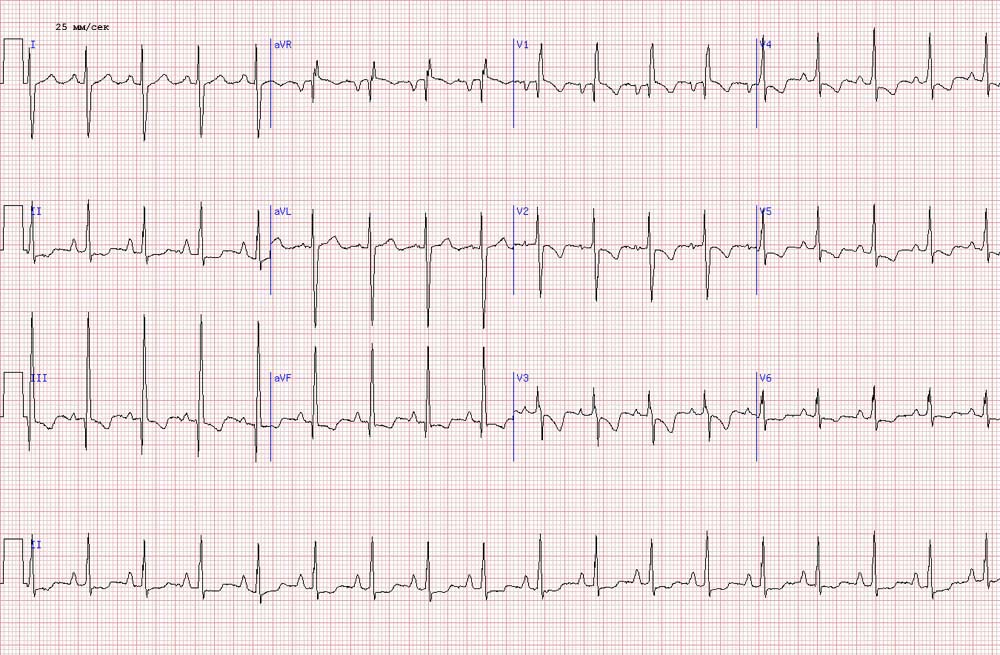 25 мм/сек
I aVR V1 V4
II aVL V2 V5
III aVF V3 V6
II